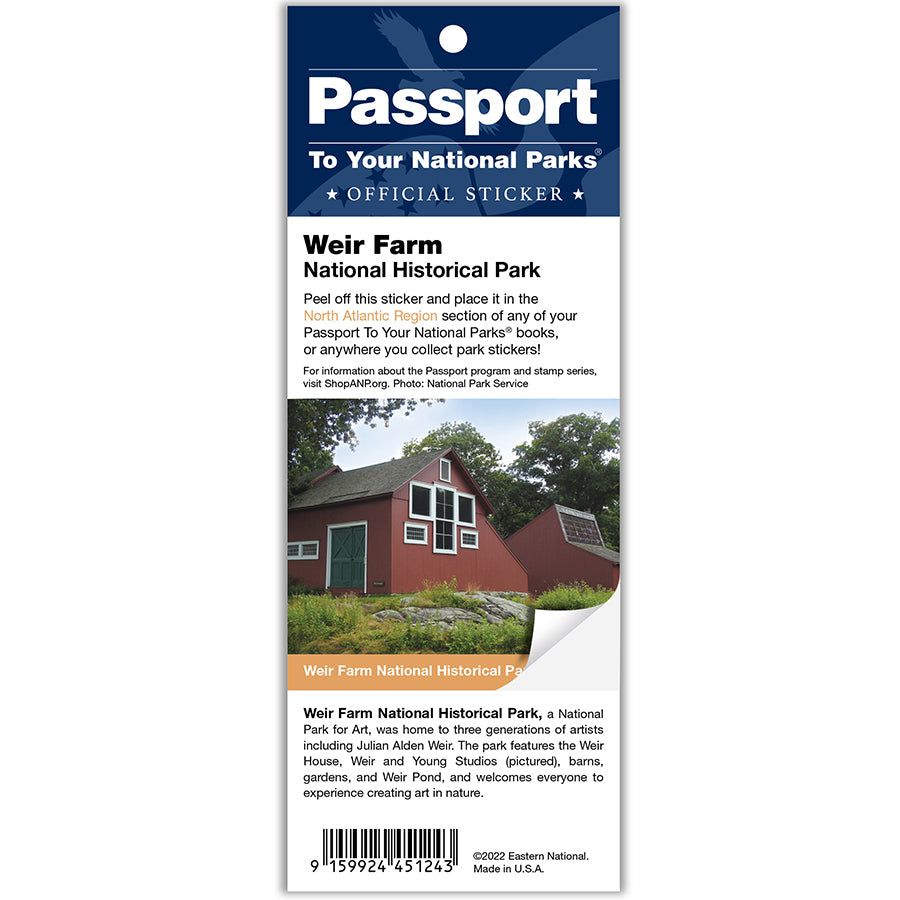 Passport
To Your National Parks®
★ OFFICIAL STICKER ★
Weir Farm
National Historical Park
Peel off this sticker and place it in the
North Atlantic Region section of any of your
Passport To Your National Parks® books,
or anywhere you collect park stickers!
For information about the Passport program and stamp series,
visit ShopANP.org. Photo: National Park Service
Weir Farm National Historical Pa
Weir Farm National Historical Park, a National
Park for Art, was home to three generations of artists
including Julian Alden Weir. The park features the Weir
House, Weir and Young Studios (pictured), barns,
gardens, and Weir Pond, and welcomes everyone to
experience creating art in nature.
9 159924 451243
©2022 Eastern National.
Made in U.S.A.